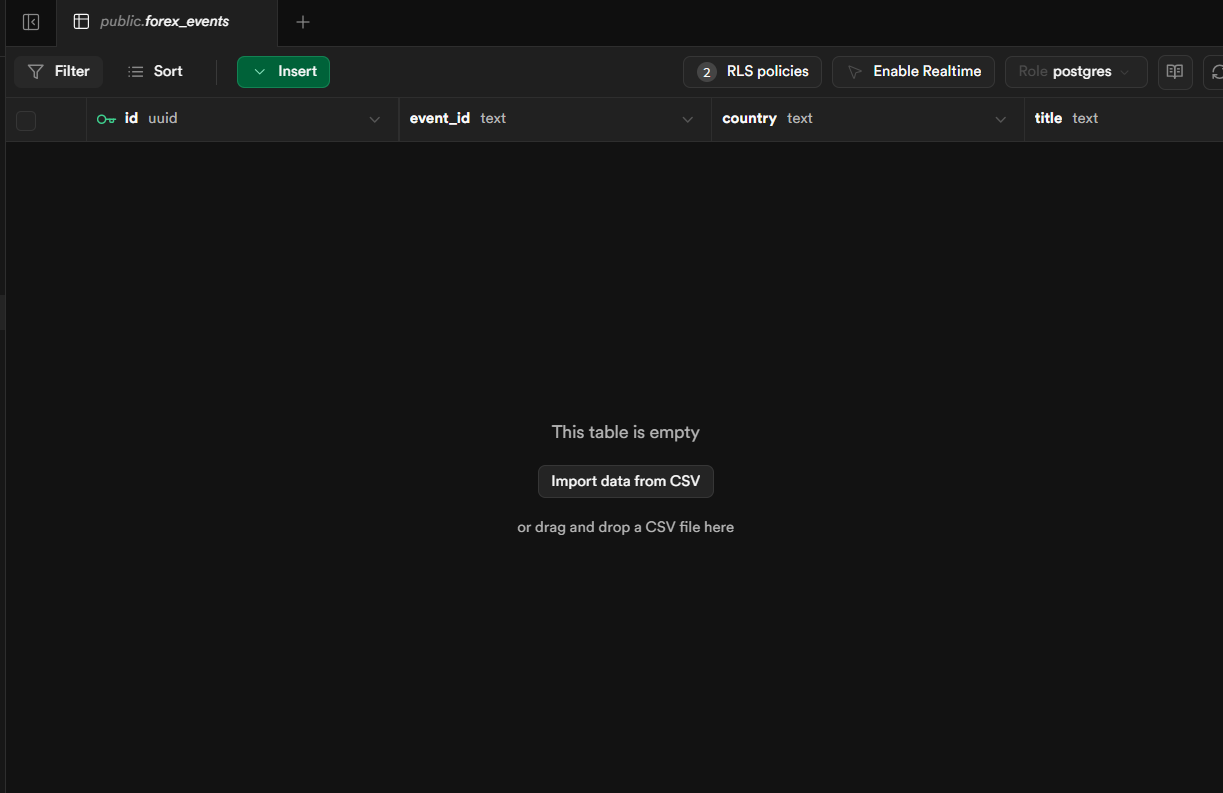 public.forex_events
Filter Sort Insert 2 RLS policies Enable Realtime Role postgres
id uuid event_id text country text title text
This table is empty
Import data from CSV
or drag and drop a CSV file here